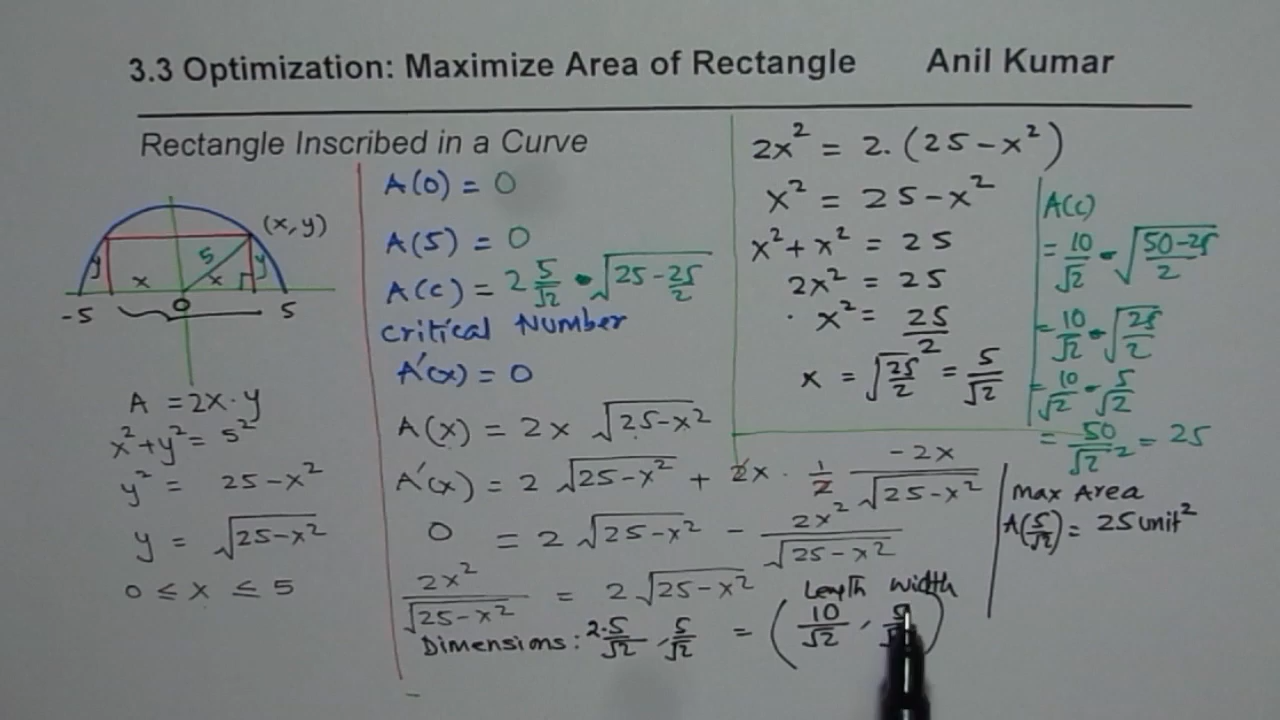 3.3 Optimization: Maximize Area of Rectangle Anil Kumar
Rectangle Inscribed in a Curve
(x, y)
y 5 y
x x
-5 0 5
A = 2x·y
x² + y² = 5²
y² = 25-x²
y = √(25-x²)
0 ≤ x ≤ 5
A(0) = 0
A(5) = 0
A(c) = 2 5/√2 · √(25 - 25/2)
Critical Number
A'(x) = 0
A(x) = 2x √(25-x²)
A'(x) = 2 √(25-x²) + 2x · 1/2 -2x/√(25-x²)
0 = 2 √(25-x²) - 2x²/√(25-x²)
2x²/√(25-x²) = 2 √(25-x²)
Length Width
Dimensions: 2·5/√2, 5/√2 = (10/√2, 5
2x² = 2·(25-x²)
x² = 25-x²
x² + x² = 25
2x² = 25
x² = 25/2
x = √(25/2) = 5/√2
A(c)
= 10/√2 · √((50-25)/2)
= 10/√2 · √(25/2)
= 10/√2 · 5/√2
= 50/√2² = 25
Max Area
A(5/√2) = 25 unit²